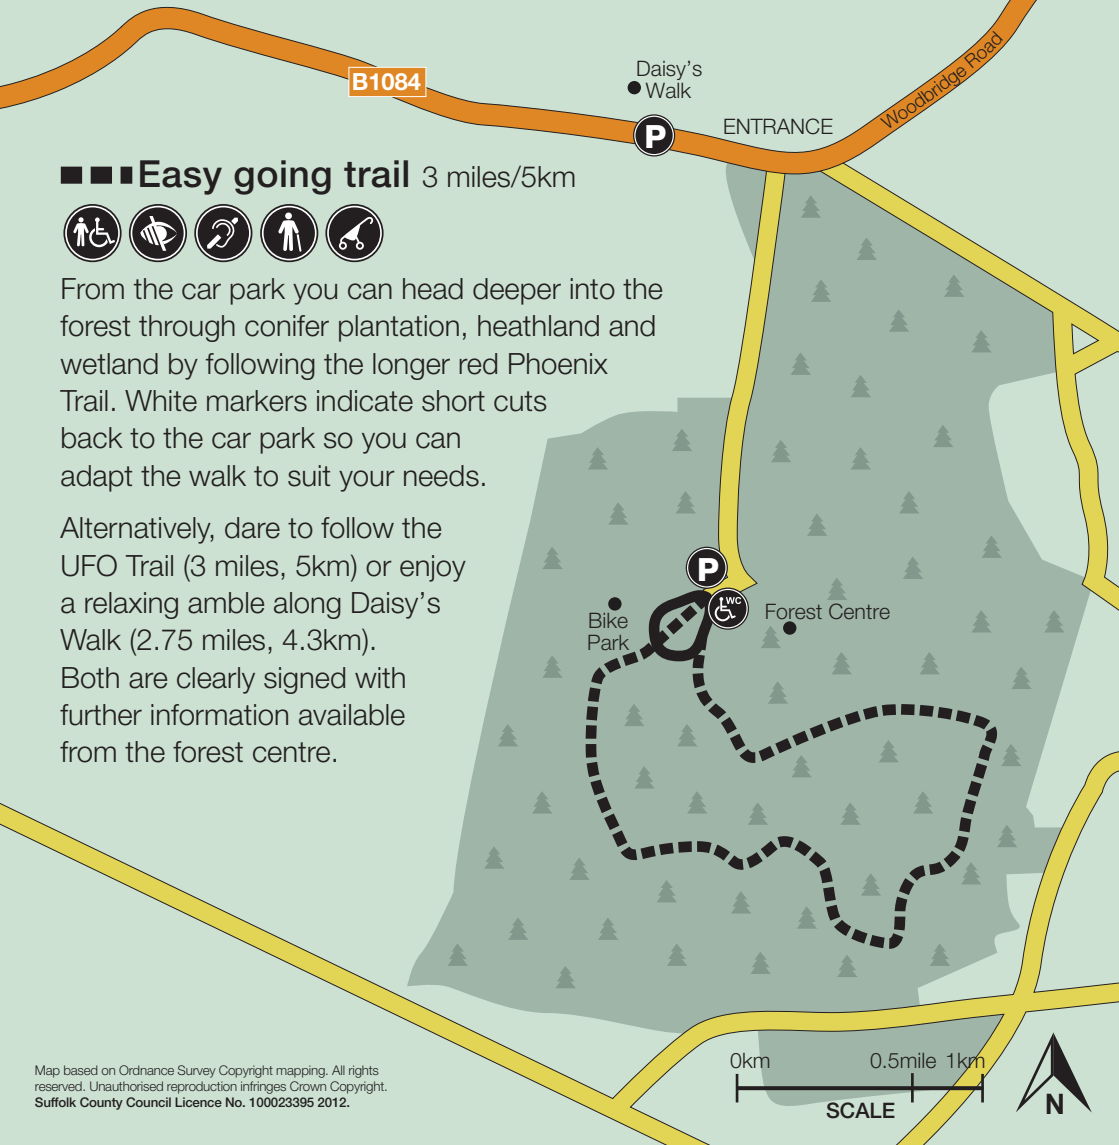 B1084
Daisy's
Walk
P
ENTRANCE
Woodbridge Road
Easy going trail 3 miles/5km
From the car park you can head deeper into the
forest through conifer plantation, heathland and
wetland by following the longer red Phoenix
Trail. White markers indicate short cuts
back to the car park so you can
adapt the walk to suit your needs.
Alternatively, dare to follow the
UFO Trail (3 miles, 5km) or enjoy
a relaxing amble along Daisy's
Walk (2.75 miles, 4.3km).
Both are clearly signed with
further information available
from the forest centre.
P
WC
Bike
Park
Forest Centre
Map based on Ordnance Survey Copyright mapping. All rights
reserved. Unauthorised reproduction infringes Crown Copyright.
Suffolk County Council Licence No. 100023395 2012.
0km 0.5mile 1km
SCALE
N